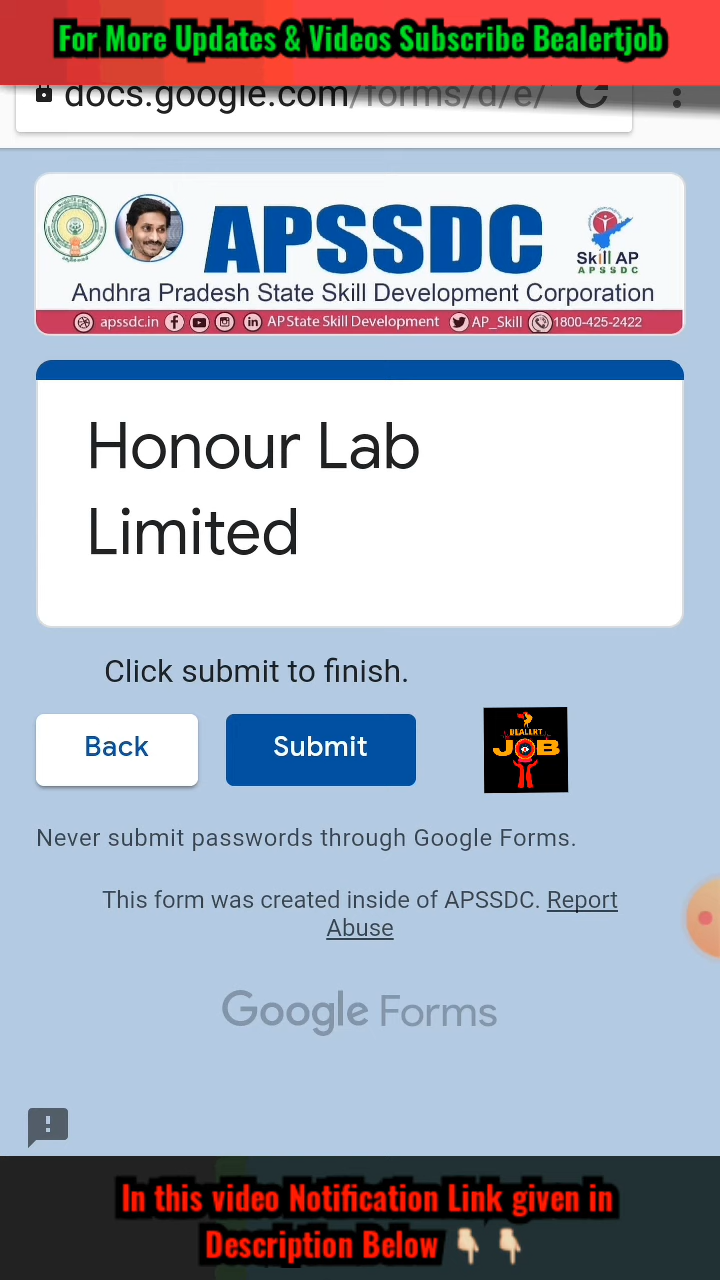 For More Updates & Videos Subscribe Bealertjob
docs.google.com/forms/d/e/
APSSDC
Skill AP
APSSDC
Andhra Pradesh State Skill Development Corporation
apssdc.in AP State Skill Development AP_Skill 1800-425-2422
Honour Lab
Limited
Click submit to finish.
Back Submit
BEALERT
JOB
Never submit passwords through Google Forms.
This form was created inside of APSSDC. Report
Abuse
Google Forms
In this video Notification Link given in
Description Below 👇🏻 👇🏻